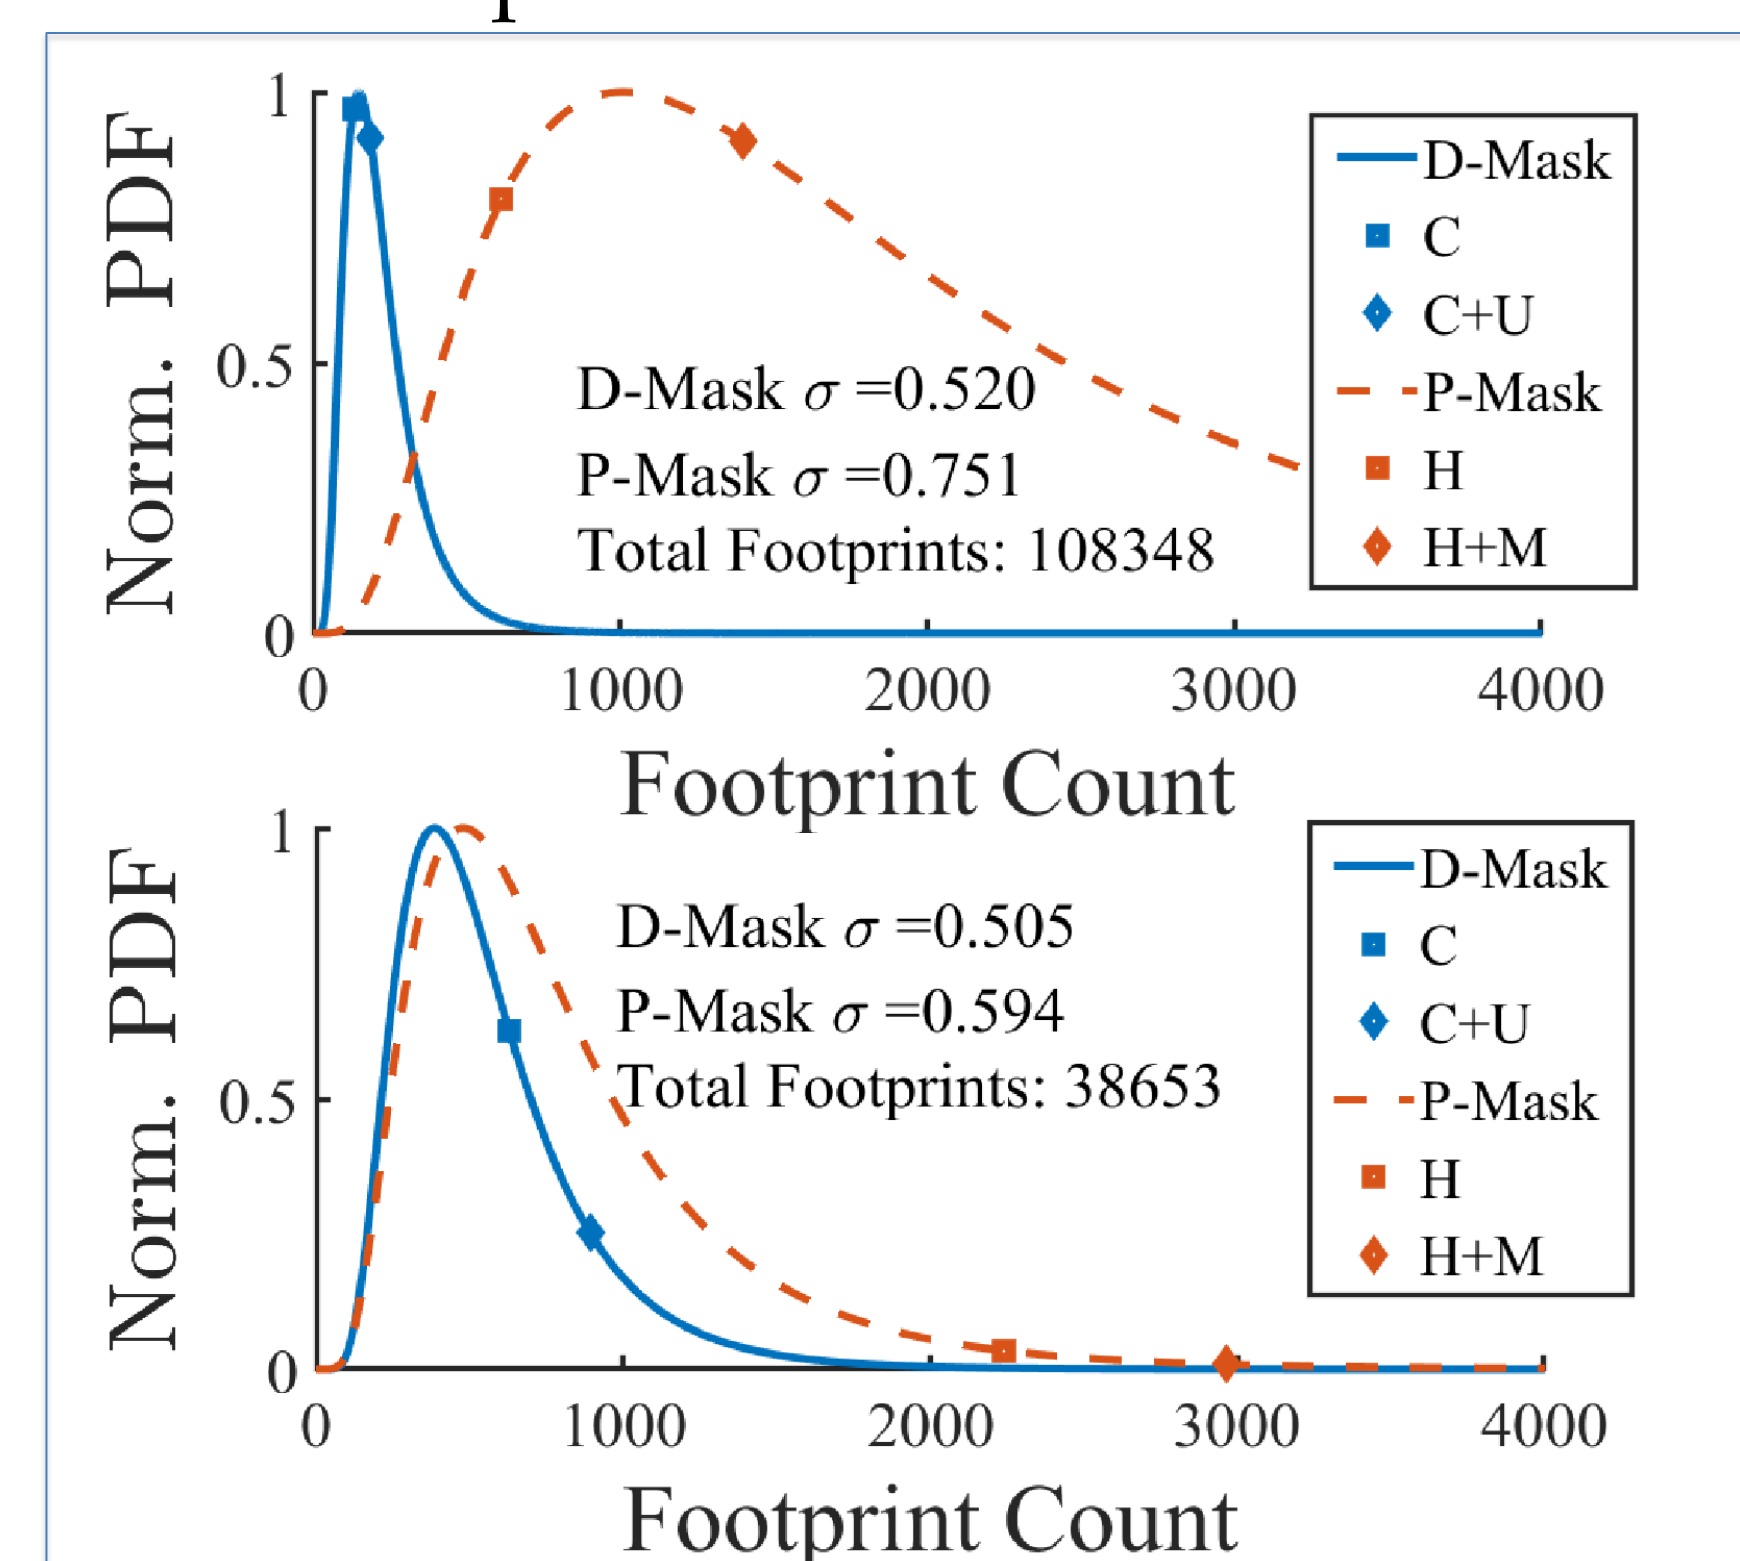 Norm. PDF
1
0.5
0
D-Mask σ =0.520
P-Mask σ =0.751
Total Footprints: 108348
D-Mask
C
C+U
P-Mask
H
H+M
0 1000 2000 3000 4000
Footprint Count
Norm. PDF
1
0.5
0
D-Mask σ =0.505
P-Mask σ =0.594
Total Footprints: 38653
D-Mask
C
C+U
P-Mask
H
H+M
0 1000 2000 3000 4000
Footprint Count